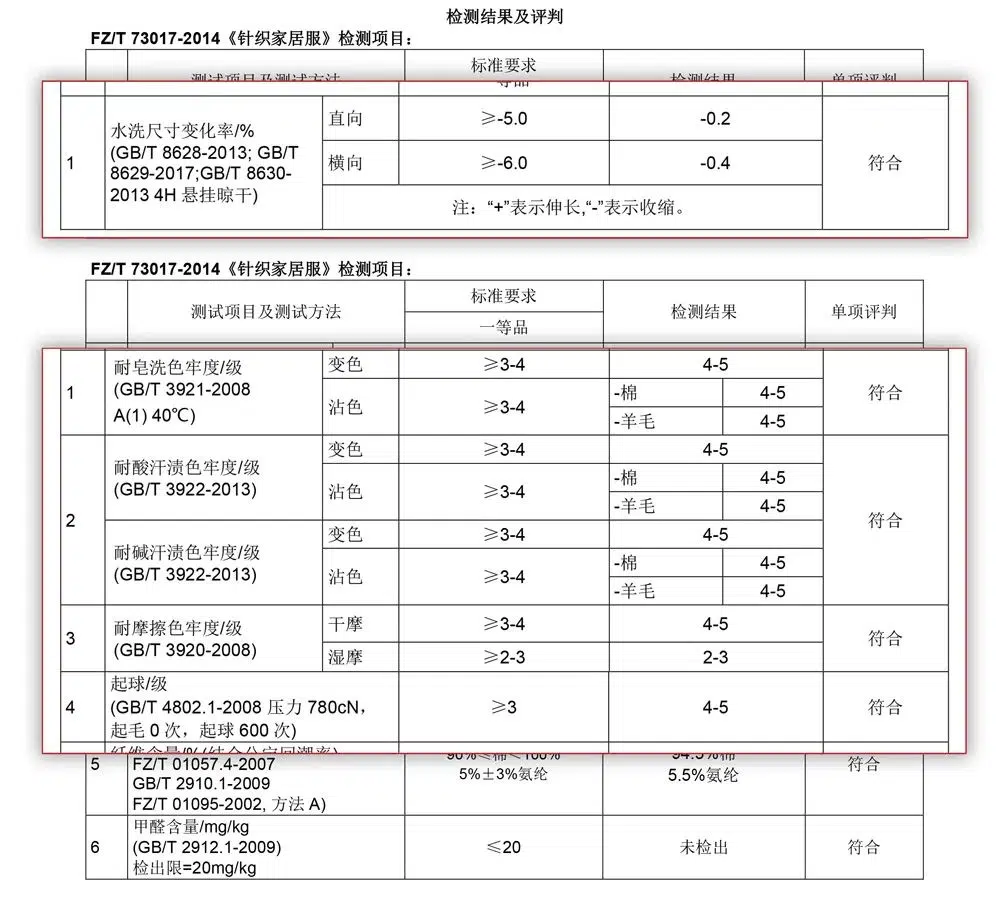 检测结果及评判
FZ/T 73017-2014《针织家居服》检测项目：
标准要求
测试项目及测试方法 检测结果 单项评判
1
水洗尺寸变化率/%
(GB/T 8628-2013; GB/T
8629-2017;GB/T 8630-
2013 4H 悬挂晾干)
直向 ≥-5.0 -0.2
横向 ≥-6.0 -0.4
符合
注：“+”表示伸长,“-”表示收缩。
FZ/T 73017-2014《针织家居服》检测项目：
测试项目及测试方法 标准要求 检测结果 单项评判
一等品
1
耐皂洗色牢度/级
(GB/T 3921-2008
A(1) 40℃)
变色 ≥3-4 4-5
沾色 ≥3-4 -棉 4-5
-羊毛 4-5
符合
2
耐酸汗渍色牢度/级
(GB/T 3922-2013)
变色 ≥3-4 4-5
沾色 ≥3-4 -棉 4-5
-羊毛 4-5
符合
耐碱汗渍色牢度/级
(GB/T 3922-2013)
变色 ≥3-4 4-5
沾色 ≥3-4 -棉 4-5
-羊毛 4-5
3
耐摩擦色牢度/级
(GB/T 3920-2008)
干摩 ≥3-4 4-5
湿摩 ≥2-3 2-3
符合
4
起球/级
(GB/T 4802.1-2008 压力 780cN，
起毛 0 次，起球 600 次)
≥3 4-5 符合
5
FZ/T 01057.4-2007
GB/T 2910.1-2009
FZ/T 01095-2002, 方法 A)
5%±3%氨纶
5.5%氨纶
符合
6
甲醛含量/mg/kg
(GB/T 2912.1-2009)
检出限=20mg/kg
≤20 未检出 符合